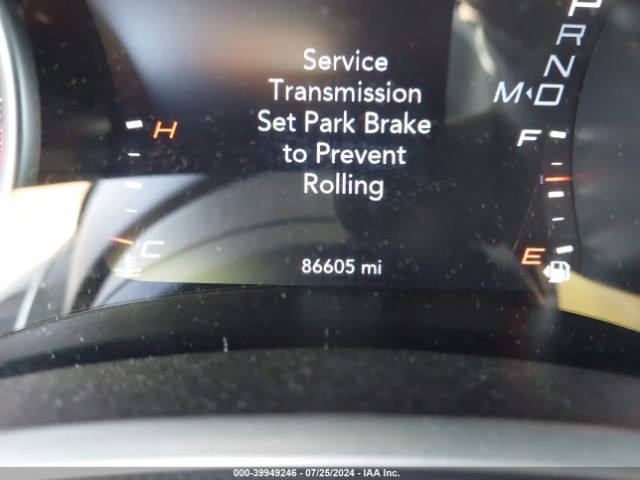 Service
Transmission
Set Park Brake
to Prevent
Rolling
P
R
N
M D
H
F
C
E
86605 mi
000-39949246 - 07/25/2024 - IAA Inc.